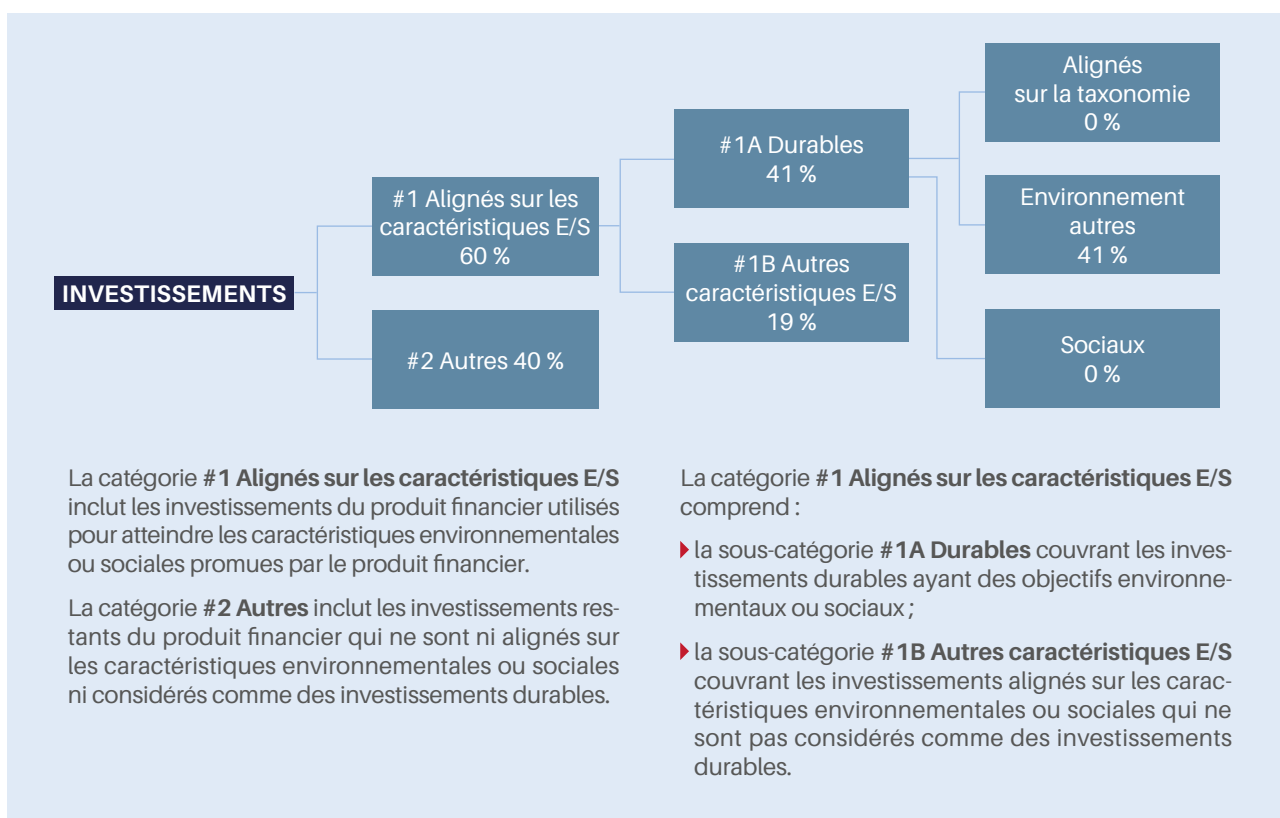 INVESTISSEMENTS
#1 Alignés sur les
caractéristiques E/S
60 %
#2 Autres 40 %
#1A Durables
41 %
#1B Autres
caractéristiques E/S
19 %
Alignés
sur la taxonomie
0 %
Environnement
autres
41 %
Sociaux
0 %
La catégorie #1 Alignés sur les caractéristiques E/S
inclut les investissements du produit financier utilisés
pour atteindre les caractéristiques environnementales
ou sociales promues par le produit financier.
La catégorie #2 Autres inclut les investissements res-
tants du produit financier qui ne sont ni alignés sur
les caractéristiques environnementales ou sociales
ni considérés comme des investissements durables.
La catégorie #1 Alignés sur les caractéristiques E/S
comprend :
la sous-catégorie #1A Durables couvrant les inves-
tissements durables ayant des objectifs environne-
mentaux ou sociaux ;
la sous-catégorie #1B Autres caractéristiques E/S
couvrant les investissements alignés sur les carac-
téristiques environnementales ou sociales qui ne
sont pas considérés comme des investissements
durables.